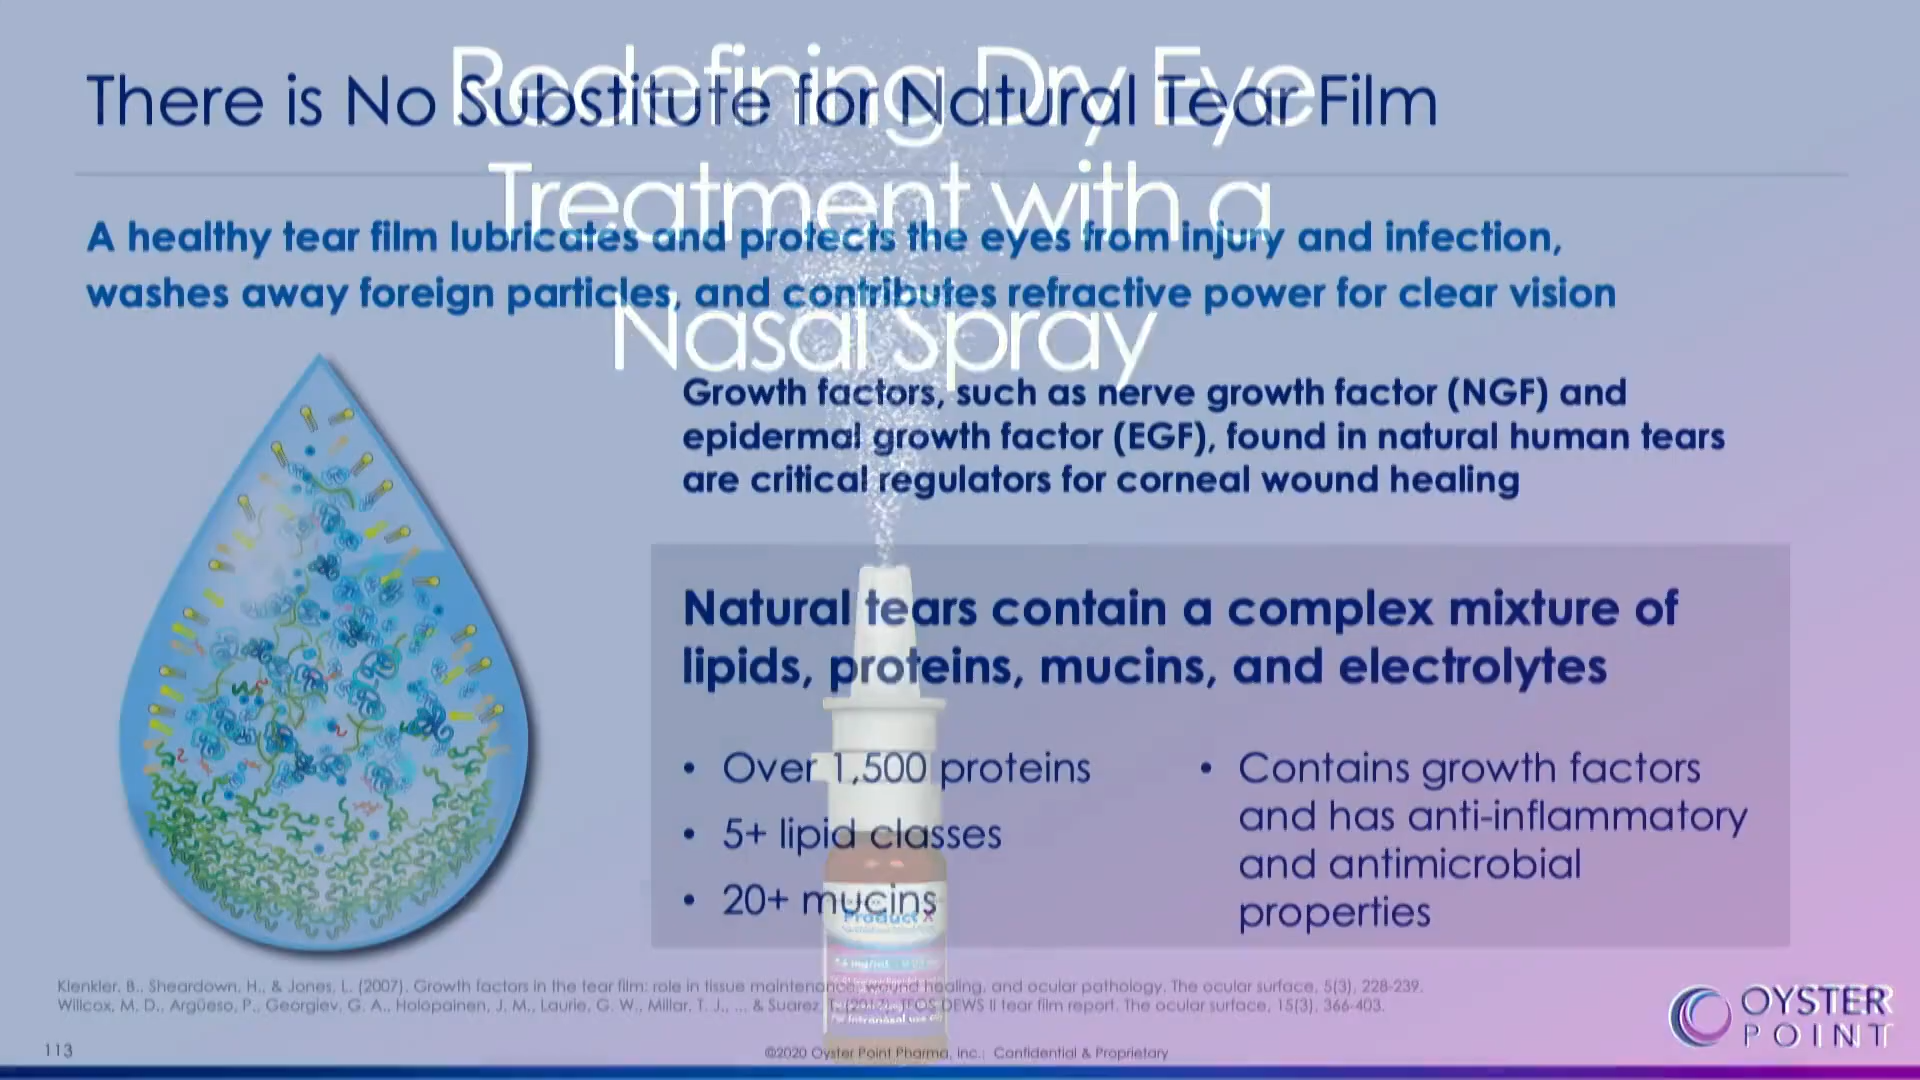 There is No Substitute for Natural Tear Film
Redefining Dry Eye
Treatment with a
Nasal Spray
A healthy tear film lubricates and protects the eyes from injury and infection,
washes away foreign particles, and contributes refractive power for clear vision
Growth factors, such as nerve growth factor (NGF) and
epidermal growth factor (EGF), found in natural human tears
are critical regulators for corneal wound healing
Natural tears contain a complex mixture of
lipids, proteins, mucins, and electrolytes
• Over 1,500 proteins
• 5+ lipid classes
• 20+ mucins
• Contains growth factors
and has anti-inflammatory
and antimicrobial
properties
Product X
For intranasal use only
Klenkler, B., Sheardown, H., & Jones, L. (2007). Growth factors in the tear film: role in tissue maintenance, wound healing, and ocular pathology. The ocular surface, 5(3), 228-239.
Willcox, M. D., Argüeso, P., Georgiev, G. A., Holopainen, J. M., Laurie, G. W., Millar, T. J., ... & Suarez, T. (2017). TFOS DEWS II tear film report. The ocular surface, 15(3), 366-403.
OYSTER
POINT
113
©2020 Oyster Point Pharma, Inc.; Confidential & Proprietary